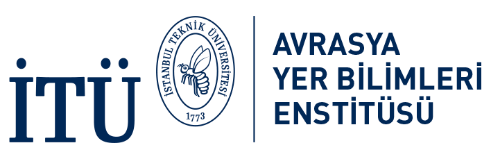 İTÜ
İSTANBUL TEKNİK ÜNİVERSİTESİ
1773
AVRASYA
YER BİLİMLERİ
ENSTİTÜSÜ